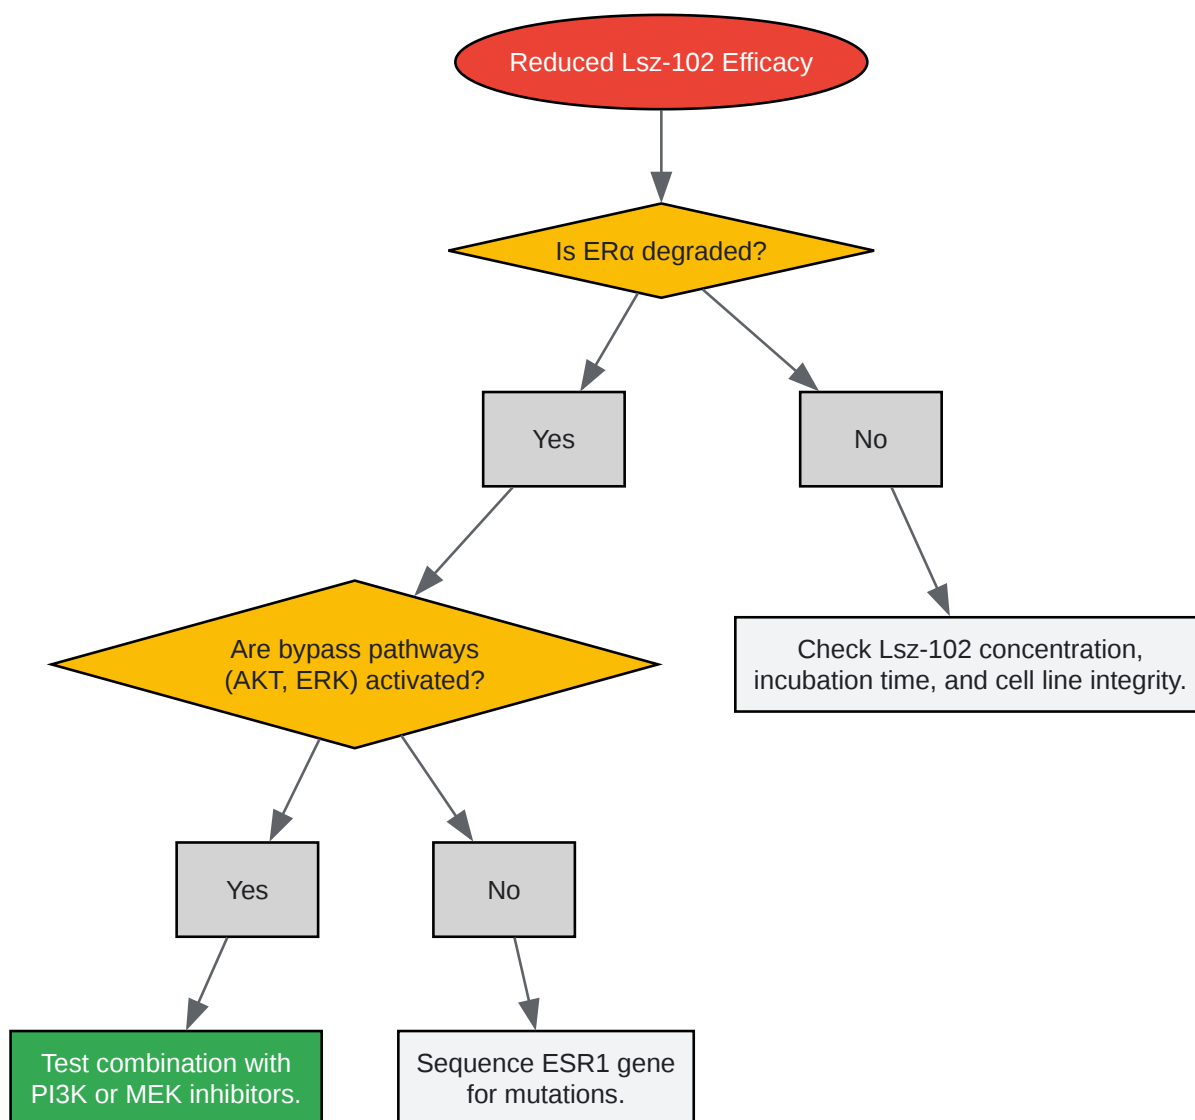 Reduced Lsz-102 Efficacy
Is ERα degraded?
Yes
No
Are bypass pathways
(AKT, ERK) activated?
Check Lsz-102 concentration,
incubation time, and cell line integrity.
Yes
No
Test combination with
PI3K or MEK inhibitors.
Sequence ESR1 gene
for mutations.